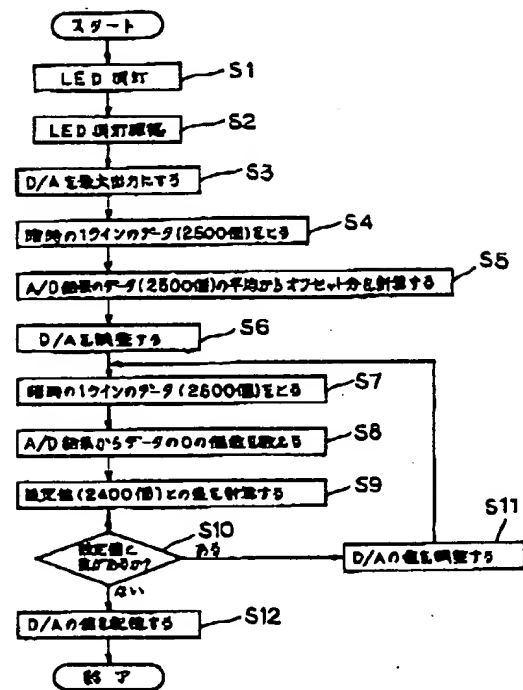 スタート
LED 消灯 S1
LED 消灯確認 S2
D/Aを最大出力にする S3
暗時の1ラインのデータ(2500個)をとる S4
A/D結果のデータ(2500個)の平均からオフセット分を計算する S5
D/Aを調整する S6
暗時の1ラインのデータ(2500個)をとる S7
A/D結果からデータの0の個数を数える S8
設定値(2400個)との差を計算する S9
設定値と S10
差があるか? ある
D/Aの値を調整する S11
ない
D/Aの値を記憶する S12
終了